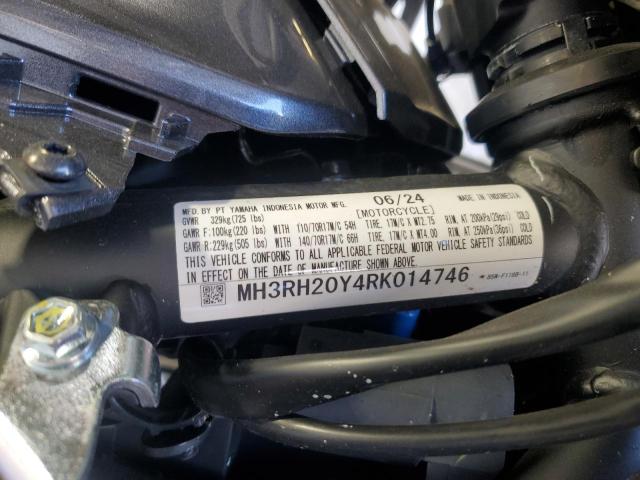 MFD. BY PT YAMAHA INDONESIA MOTOR MFG. 06/24 MADE IN INDONESIA
GVWR 329kg(725 lbs) [MOTORCYCLE]
GAWR F:100kg(220 lbs) WITH 110/70R17M/C 54H TIRE, 17M/C X MT2.75 RIM, AT 200kPa(29psi) COLD
GAWR R:229kg(505 lbs) WITH 140/70R17M/C 66H TIRE, 17M/C X MT4.00 RIM, AT 250kPa(36psi) COLD
THIS VEHICLE CONFORMS TO ALL APPLICABLE FEDERAL MOTOR VEHICLE SAFETY STANDARDS
IN EFFECT ON THE DATE OF MANUFACTURE SHOWN ABOVE.
MH3RH20Y4RK014746